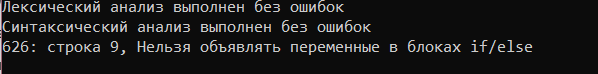 Лексический анализ выполнен без ошибок
Синтаксический анализ выполнен без ошибок
626: строка 9, Нельзя объявлять переменные в блоках if/else